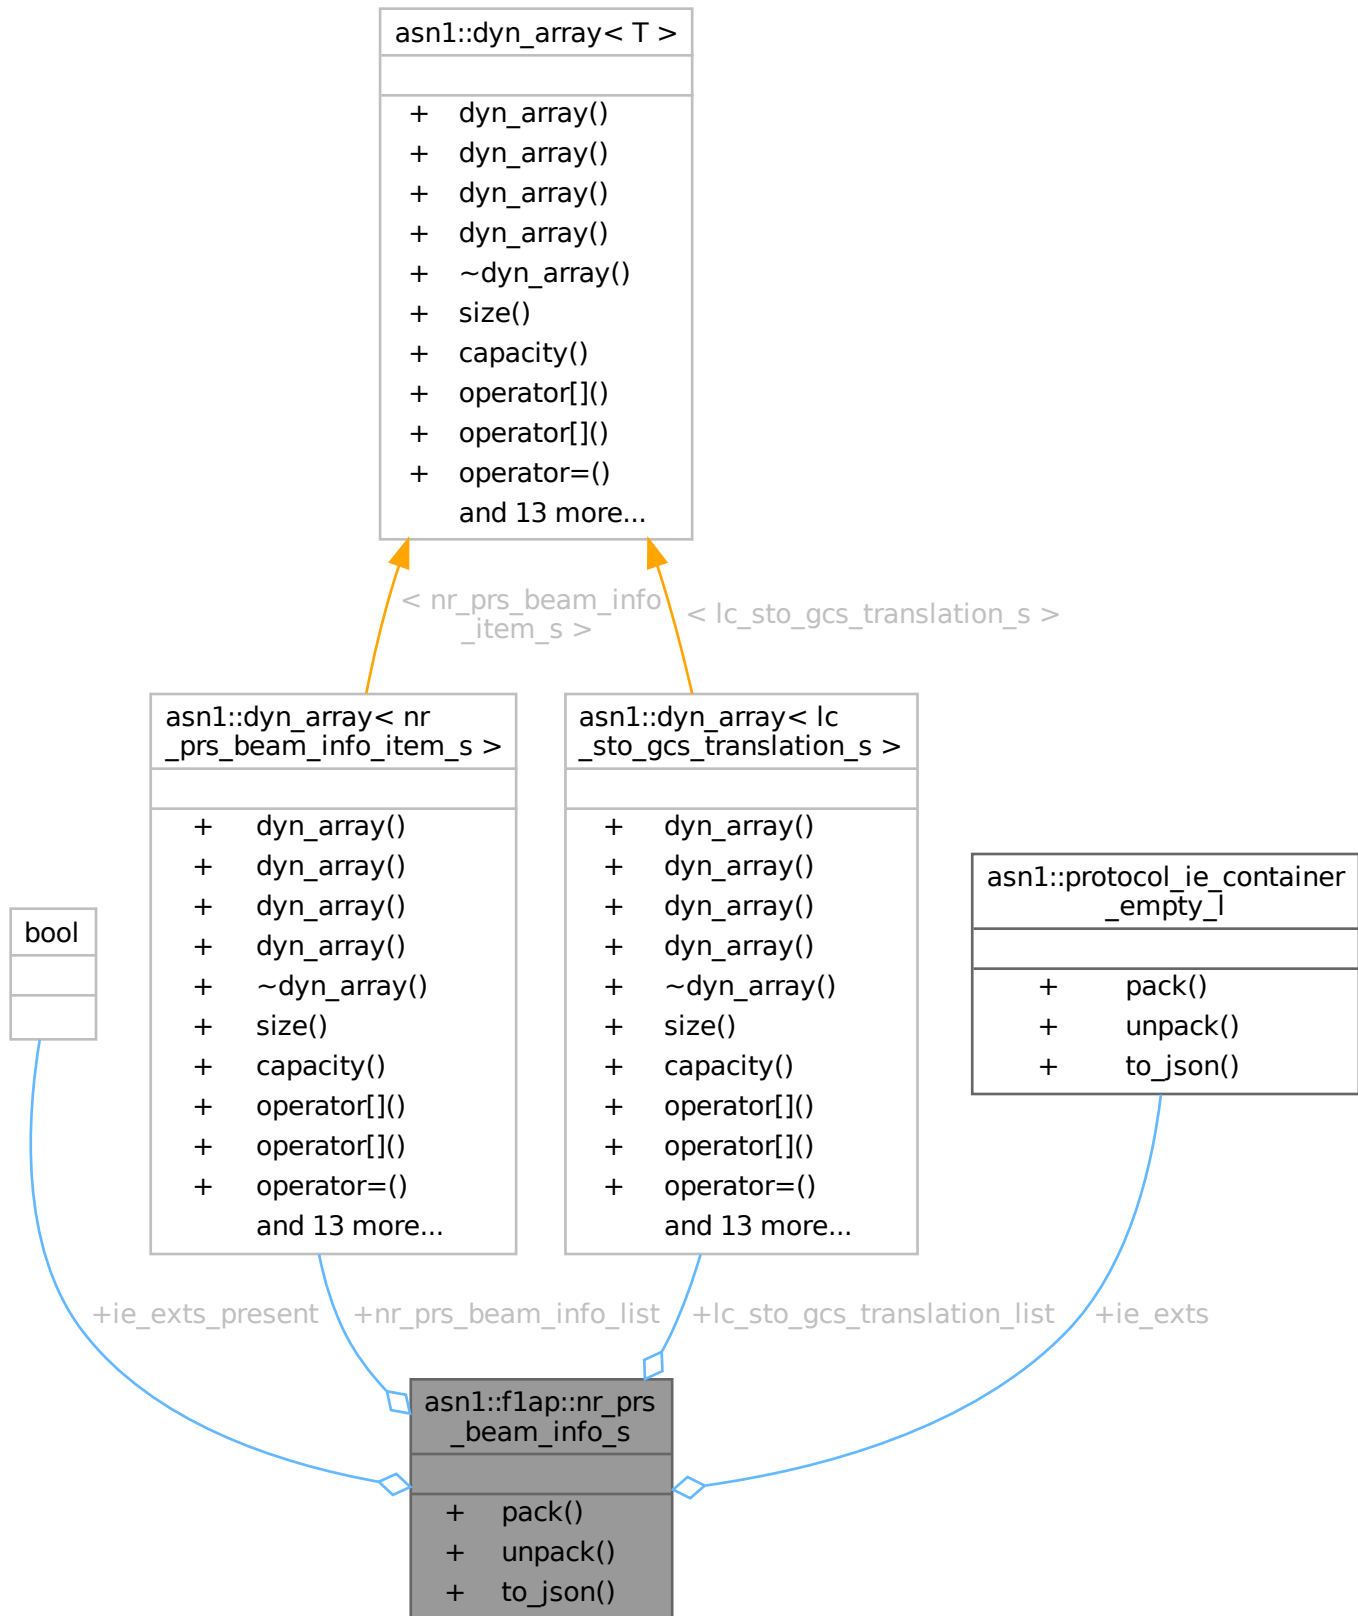 asn1::dyn_array< T >
+ dyn_array()
+ dyn_array()
+ dyn_array()
+ dyn_array()
+ ~dyn_array()
+ size()
+ capacity()
+ operator[]()
+ operator[]()
+ operator=()
and 13 more...
< nr_prs_beam_info
_item_s >
< lc_sto_gcs_translation_s >
asn1::dyn_array< nr
_prs_beam_info_item_s >
+ dyn_array()
+ dyn_array()
+ dyn_array()
+ dyn_array()
+ ~dyn_array()
+ size()
+ capacity()
+ operator[]()
+ operator[]()
+ operator=()
and 13 more...
asn1::dyn_array< lc
_sto_gcs_translation_s >
+ dyn_array()
+ dyn_array()
+ dyn_array()
+ dyn_array()
+ ~dyn_array()
+ size()
+ capacity()
+ operator[]()
+ operator[]()
+ operator=()
and 13 more...
asn1::protocol_ie_container
_empty_l
+ pack()
+ unpack()
+ to_json()
bool
+ie_exts_present
+nr_prs_beam_info_list
+lc_sto_gcs_translation_list
+ie_exts
asn1::f1ap::nr_prs
_beam_info_s
+ pack()
+ unpack()
+ to_json()